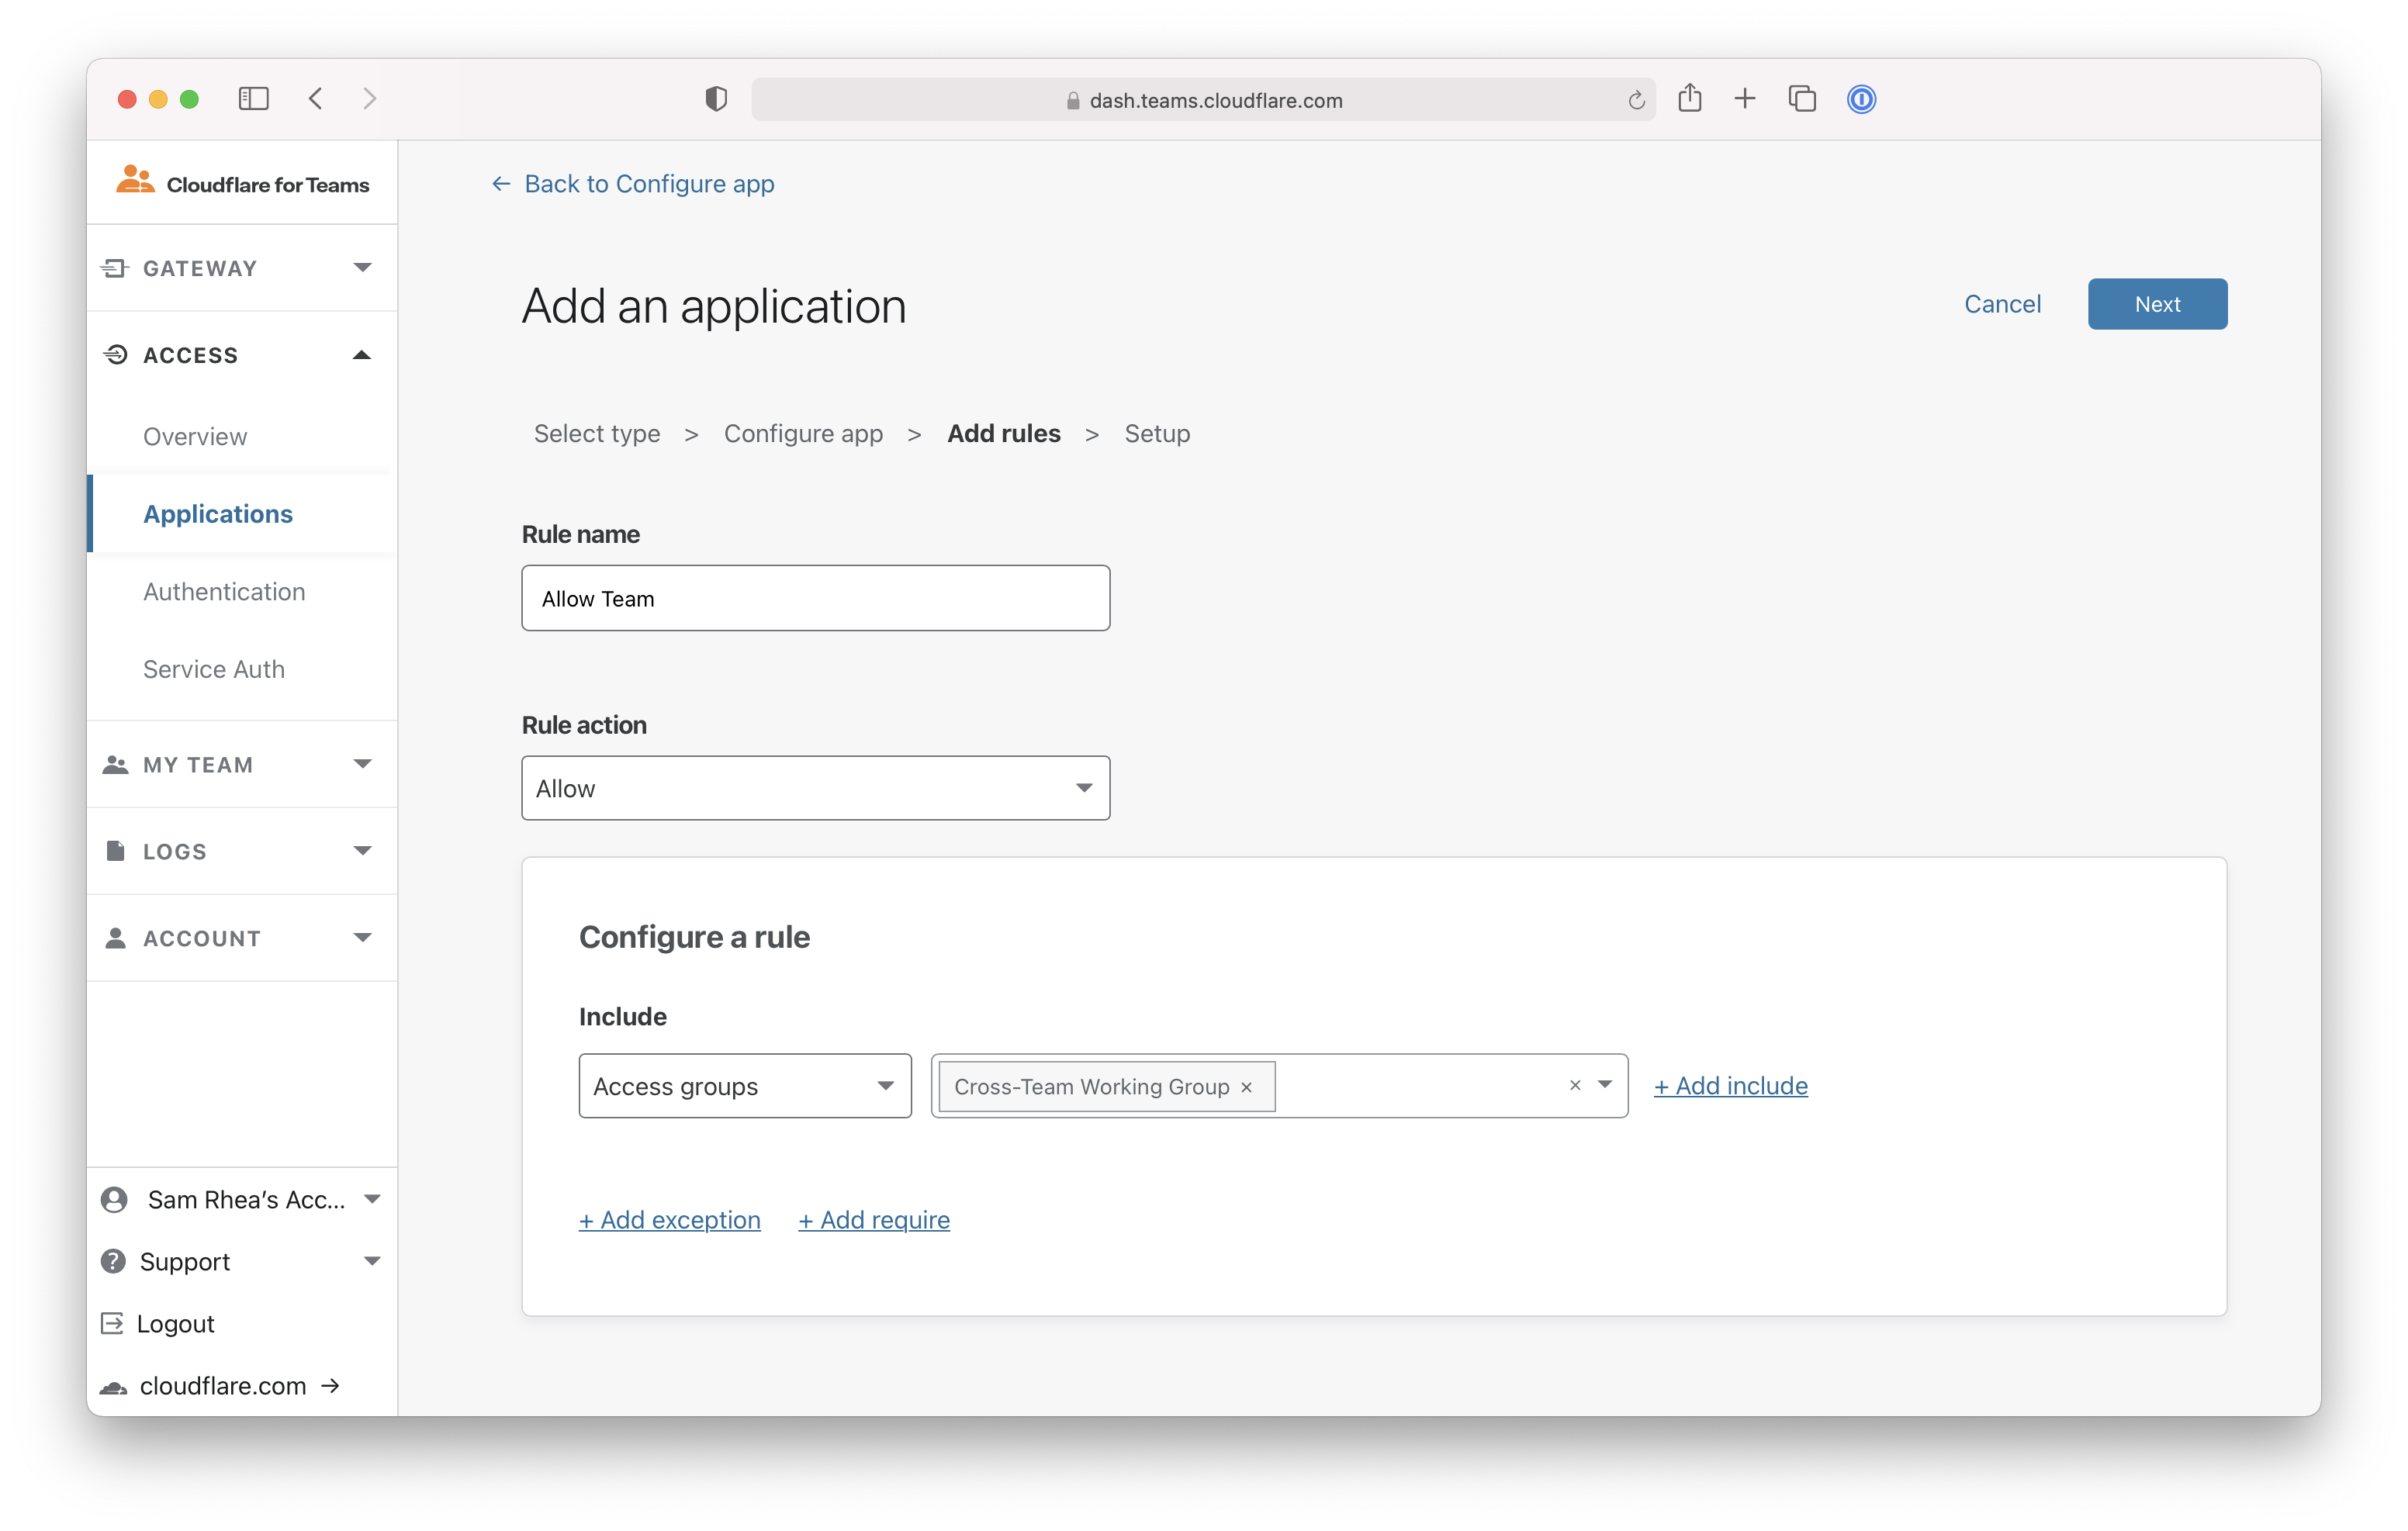 dash.teams.cloudflare.com
Cloudflare for Teams
GATEWAY
ACCESS
Overview
Applications
Authentication
Service Auth
MY TEAM
LOGS
ACCOUNT
Sam Rhea's Acc...
Support
Logout
cloudflare.com →
← Back to Configure app
Add an application
Cancel
Next
Select type > Configure app > Add rules > Setup
Rule name
Allow Team
Rule action
Allow
Configure a rule
Include
Access groups
Cross-Team Working Group ×
+ Add include
+ Add exception
+ Add require